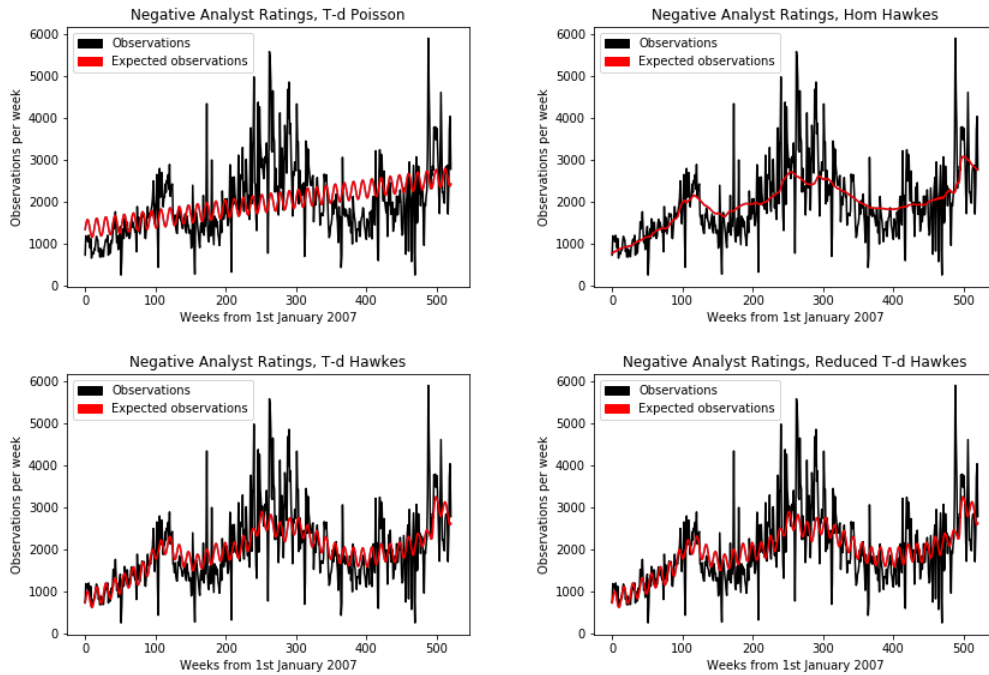 Negative Analyst Ratings, T-d Poisson
Observations per week
6000
5000
4000
3000
2000
1000
0
Observations
Expected observations
0 100 200 300 400 500
Weeks from 1st January 2007
Negative Analyst Ratings, Hom Hawkes
Observations per week
6000
5000
4000
3000
2000
1000
0
Observations
Expected observations
0 100 200 300 400 500
Weeks from 1st January 2007
Negative Analyst Ratings, T-d Hawkes
Observations per week
6000
5000
4000
3000
2000
1000
0
Observations
Expected observations
0 100 200 300 400 500
Weeks from 1st January 2007
Negative Analyst Ratings, Reduced T-d Hawkes
Observations per week
6000
5000
4000
3000
2000
1000
0
Observations
Expected observations
0 100 200 300 400 500
Weeks from 1st January 2007